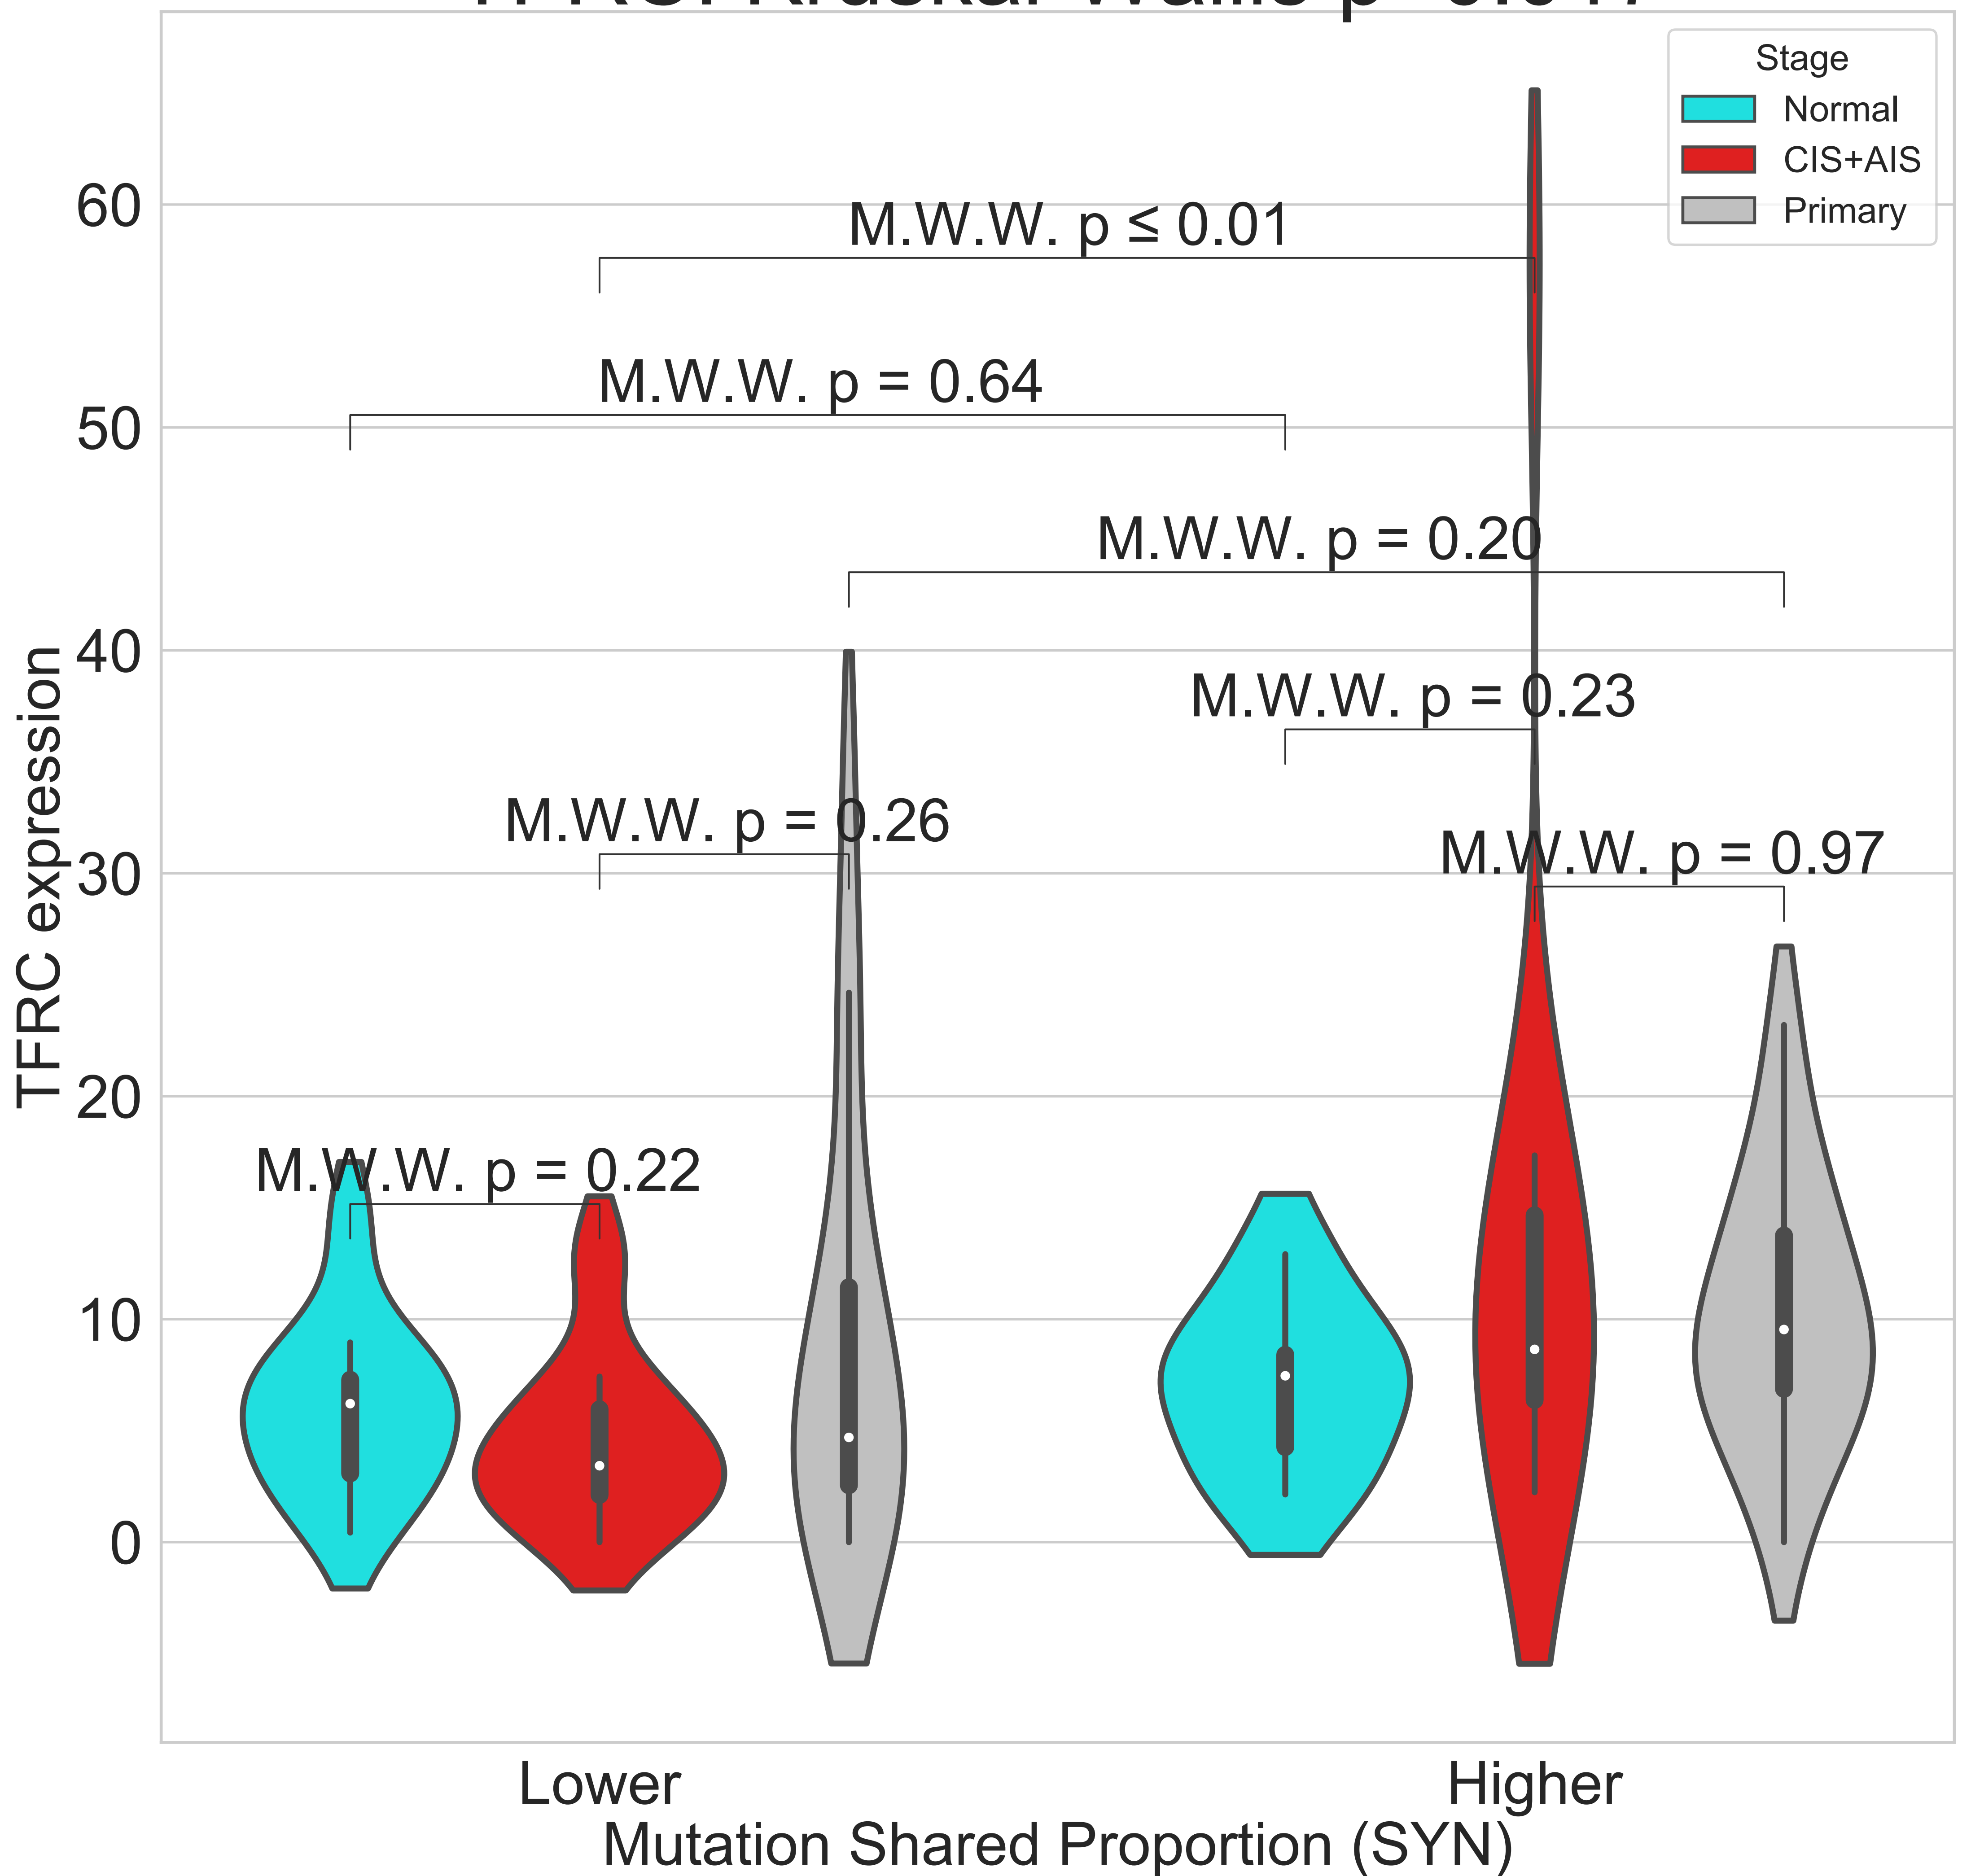 Stage
Normal
CIS+AIS
Primary
60
50
40
30
20
10
0
TFRC expression
M.W.W. p ≤ 0.01
M.W.W. p = 0.64
M.W.W. p = 0.20
M.W.W. p = 0.23
M.W.W. p = 0.26
M.W.W. p = 0.97
M.W.W. p = 0.22
Lower
Higher
Mutation Shared Proportion (SYN)